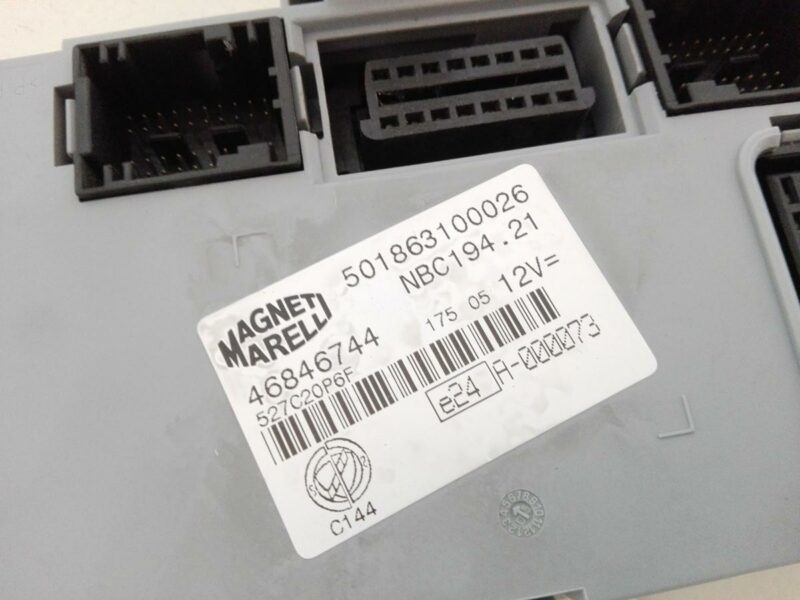 501863100026
NBC194.21
MAGNETI
MARELLI
46846744
175 05
12V=
527C20P6F
e24
A-000073
C144